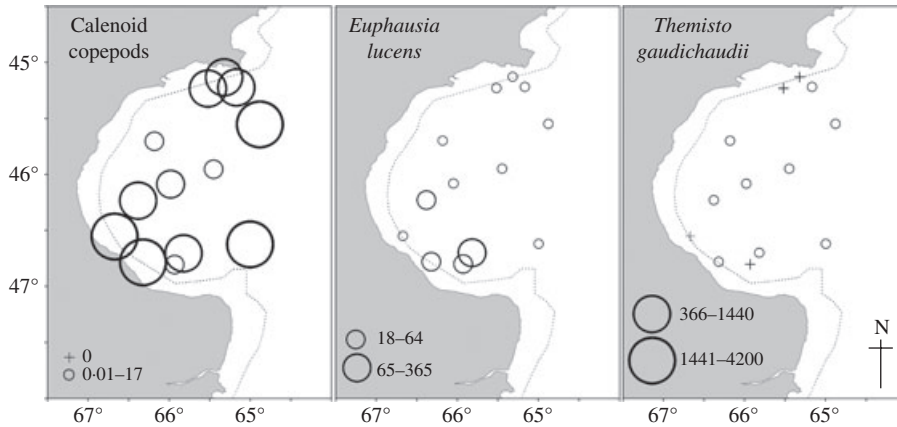 Calenoid
copepods
Euphausia
lucens
Themisto
gaudichaudii
45°
46°
47°
+ 0
0·01–17
18–64
65–365
366–1440
1441–4200
N
67° 66° 65° 67° 66° 65° 67° 66° 65°